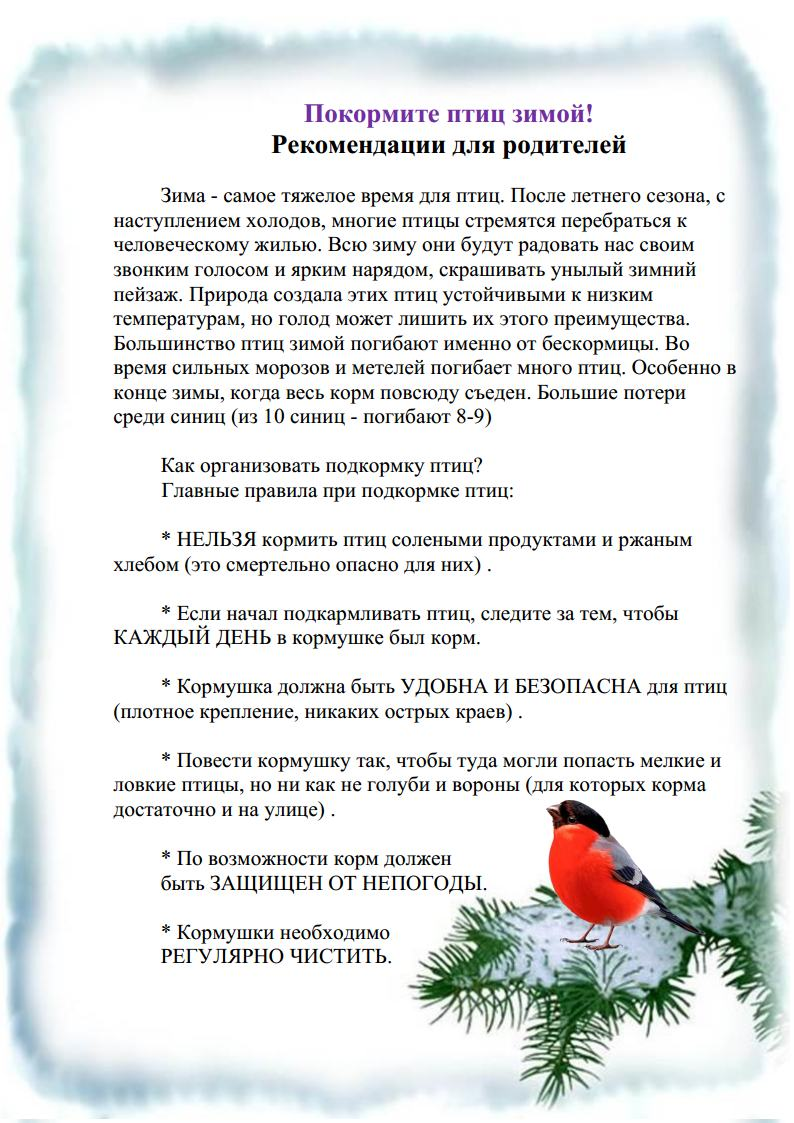 Покормите птиц зимой!
Рекомендации для родителей
Зима - самое тяжелое время для птиц. После летнего сезона, с
наступлением холодов, многие птицы стремятся перебраться к
человеческому жилью. Всю зиму они будут радовать нас своим
звонким голосом и ярким нарядом, скрашивать унылый зимний
пейзаж. Природа создала этих птиц устойчивыми к низким
температурам, но голод может лишить их этого преимущества.
Большинство птиц зимой погибают именно от бескормицы. Во
время сильных морозов и метелей погибает много птиц. Особенно в
конце зимы, когда весь корм повсюду съеден. Большие потери
среди синиц (из 10 синиц - погибают 8-9)
Как организовать подкормку птиц?
Главные правила при подкормке птиц:
* НЕЛЬЗЯ кормить птиц солеными продуктами и ржаным
хлебом (это смертельно опасно для них) .
* Если начал подкармливать птиц, следите за тем, чтобы
КАЖДЫЙ ДЕНЬ в кормушке был корм.
* Кормушка должна быть УДОБНА И БЕЗОПАСНА для птиц
(плотное крепление, никаких острых краев) .
* Повести кормушку так, чтобы туда могли попасть мелкие и
ловкие птицы, но ни как не голуби и вороны (для которых корма
достаточно и на улице) .
* По возможности корм должен
быть ЗАЩИЩЕН ОТ НЕПОГОДЫ.
* Кормушки необходимо
РЕГУЛЯРНО ЧИСТИТЬ.